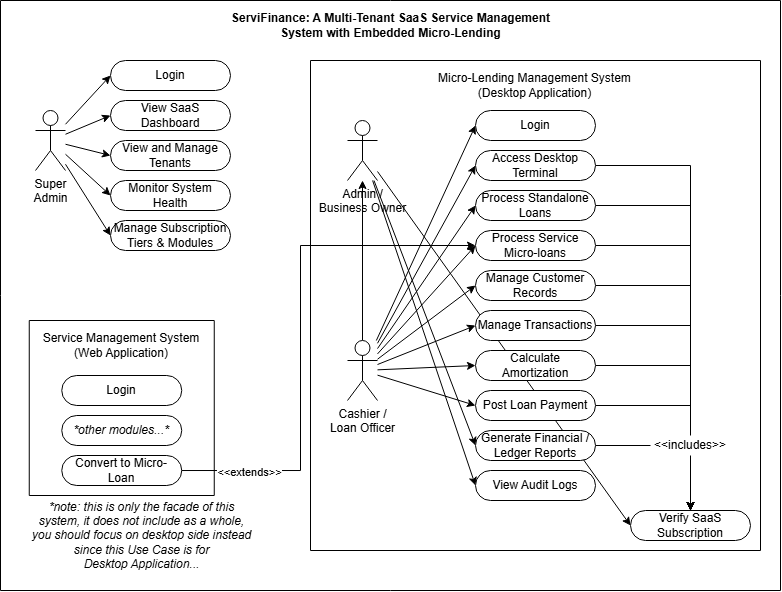 ServiFinance: A Multi-Tenant SaaS Service Management
System with Embedded Micro-Lending
Login
View SaaS
Dashboard
View and Manage
Tenants
Monitor System
Health
Manage Subscription
Tiers & Modules
Super
Admin
Micro-Lending Management System
(Desktop Application)
Admin /
Business Owner
Cashier /
Loan Officer
Login
Access Desktop
Terminal
Process Standalone
Loans
Process Service
Micro-loans
Manage Customer
Records
Manage Transactions
Calculate
Amortization
Post Loan Payment
Generate Financial /
Ledger Reports
View Audit Logs
<<includes>>
Verify SaaS
Subscription
Service Management System
(Web Application)
Login
*other modules...*
Convert to Micro-
Loan
<<extends>>
*note: this is only the facade of this
system, it does not include as a whole,
you should focus on desktop side instead
since this Use Case is for
Desktop Application...